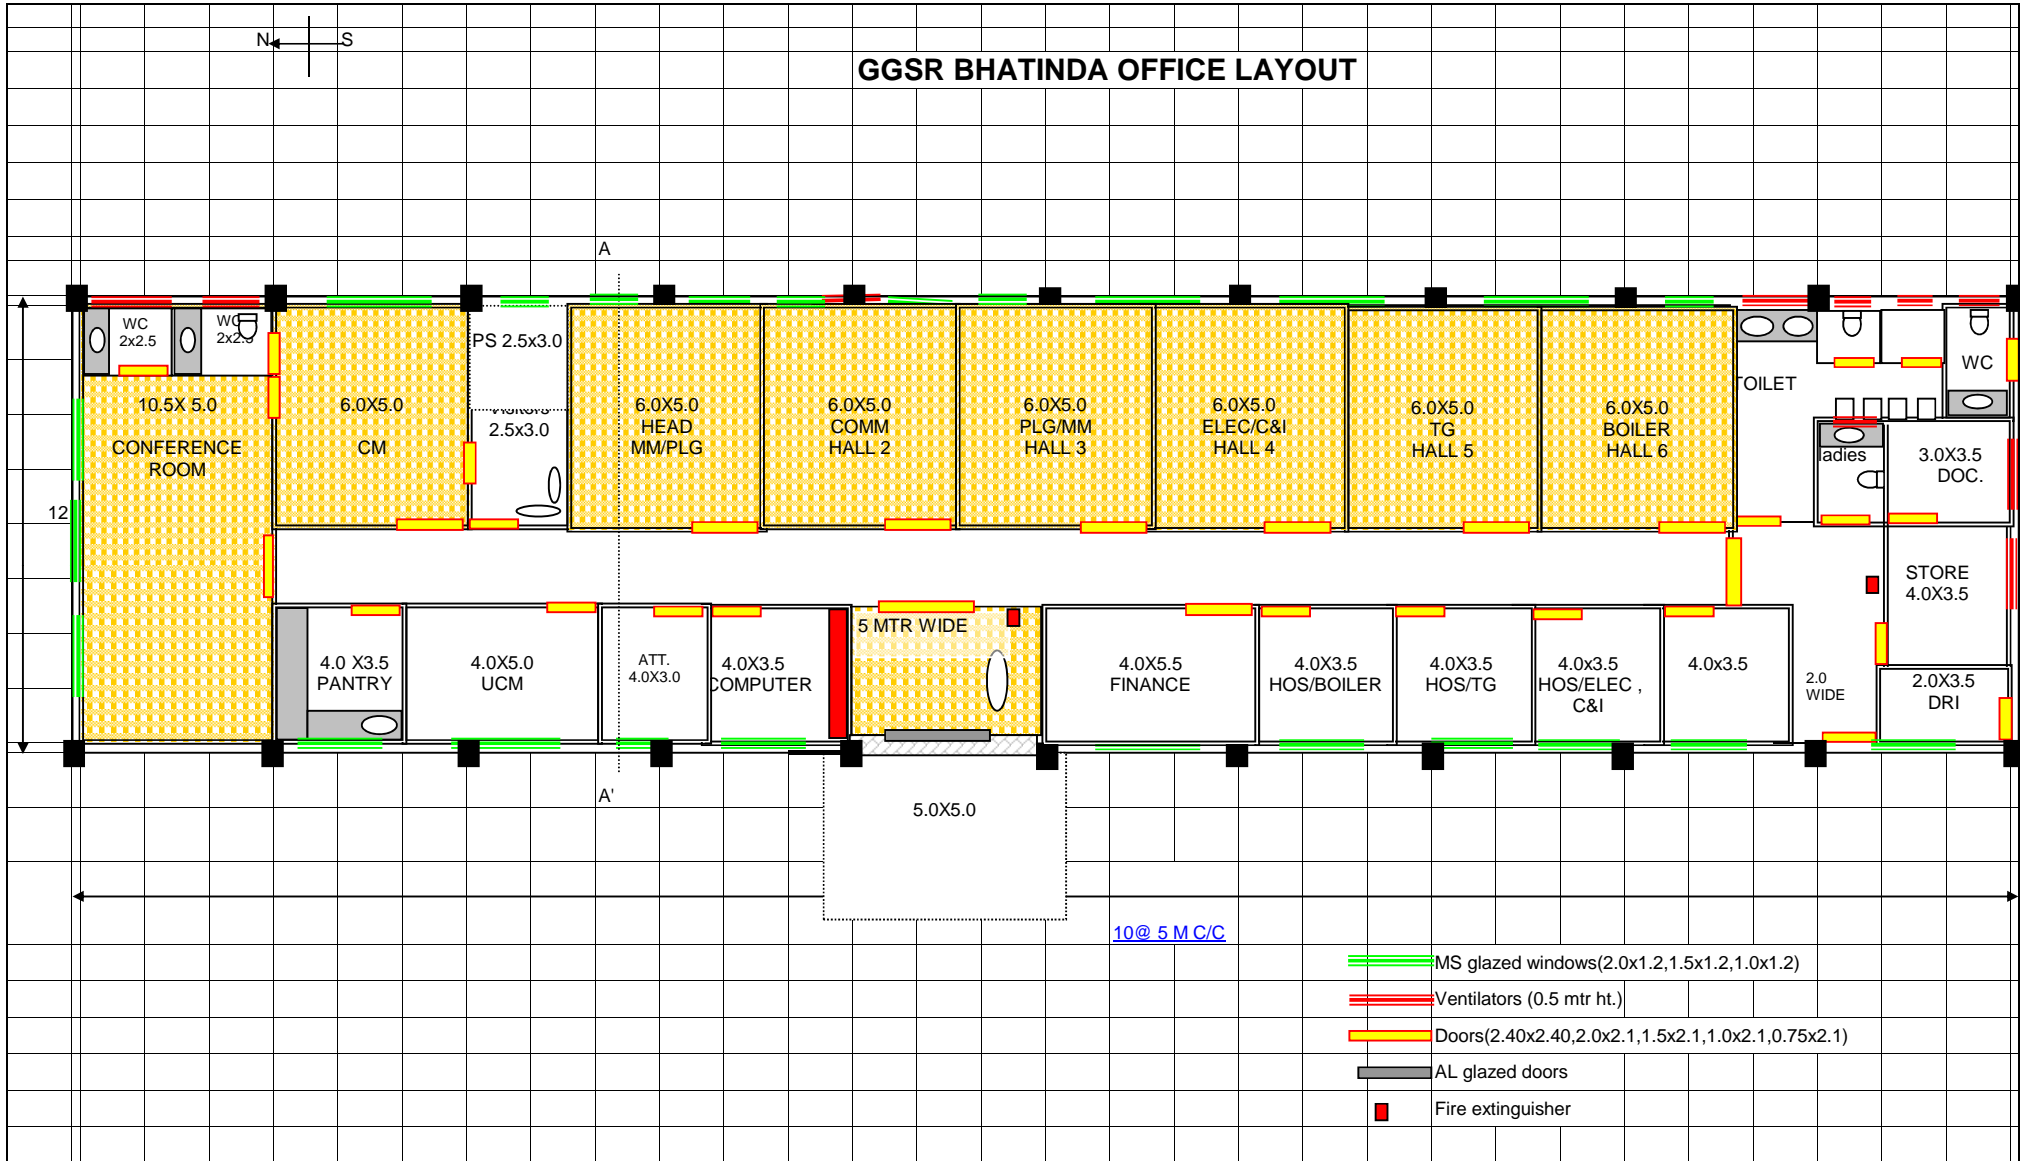 N S
GGSR BHATINDA OFFICE LAYOUT
A
WC
2x2.5
WC
2x2.5
PS 2.5x3.0
WC
TOILET
10.5X 5.0
CONFERENCE
ROOM
6.0X5.0
CM
Visitors
2.5x3.0
6.0X5.0
HEAD
MM/PLG
6.0X5.0
COMM
HALL 2
6.0X5.0
PLG/MM
HALL 3
6.0X5.0
ELEC/C&I
HALL 4
6.0X5.0
TG
HALL 5
6.0X5.0
BOILER
HALL 6
ladies
3.0X3.5
DOC.
12
STORE
4.0X3.5
5 MTR WIDE
4.0 X3.5
PANTRY
4.0X5.0
UCM
ATT.
4.0X3.0
4.0X3.5
COMPUTER
4.0X5.5
FINANCE
4.0X3.5
HOS/BOILER
4.0X3.5
HOS/TG
4.0x3.5
HOS/ELEC ,
C&I
4.0x3.5
2.0
WIDE
2.0X3.5
DRI
A'
5.0X5.0
10@ 5 M C/C
MS glazed windows(2.0x1.2,1.5x1.2,1.0x1.2)
Ventilators (0.5 mtr ht.)
Doors(2.40x2.40,2.0x2.1,1.5x2.1,1.0x2.1,0.75x2.1)
AL glazed doors
Fire extinguisher